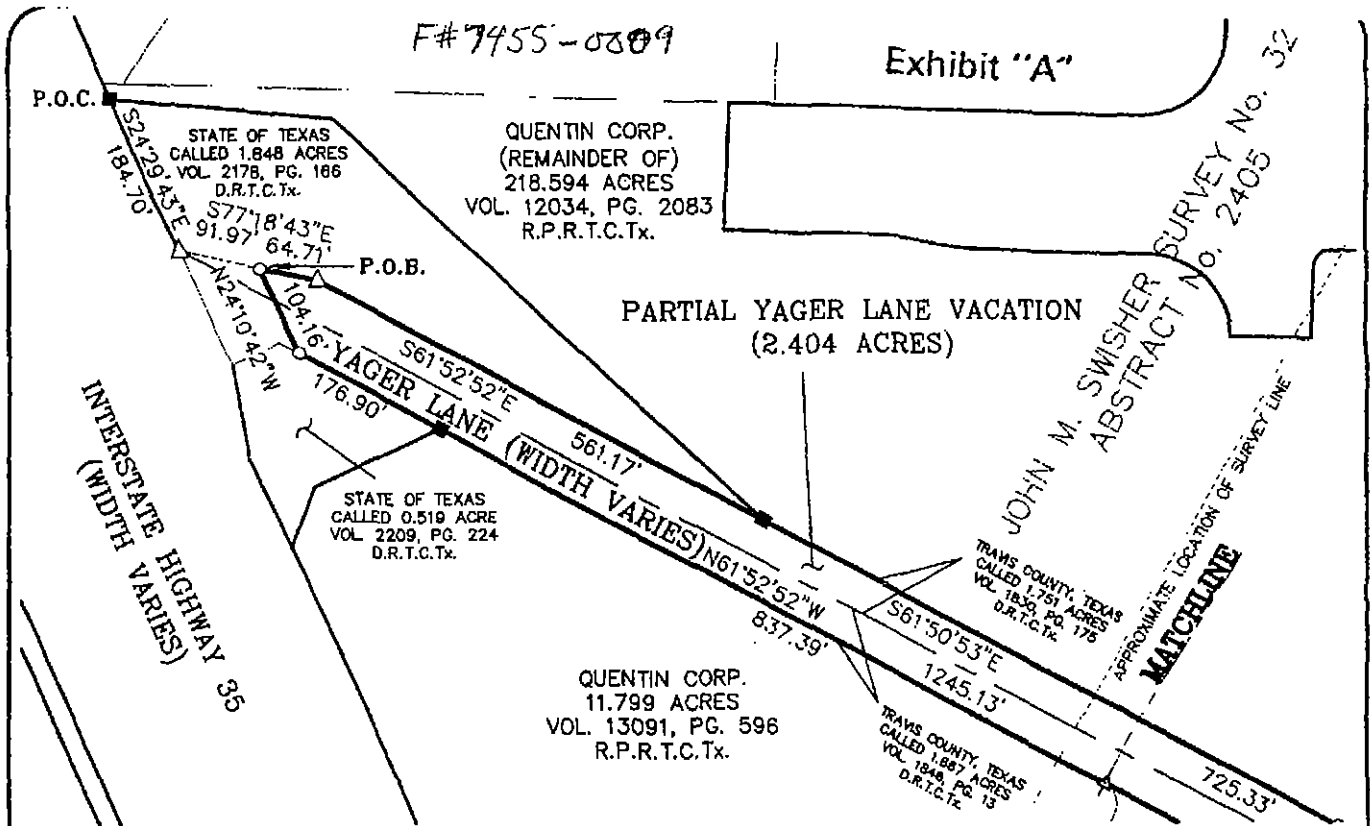 F#7455-0809
Exhibit "A"
P.O.C.
S24°29'43"E
184.70'
STATE OF TEXAS
CALLED 1.848 ACRES
VOL. 2178, PG. 166
D.R.T.C.Tx.
QUENTIN CORP.
(REMAINDER OF)
218.594 ACRES
VOL. 12034, PG. 2083
R.P.R.T.C.Tx.
JOHN M. SWISHER SURVEY No. 32
ABSTRACT No. 2405
S77°18'43"E
91.97'
64.71'
P.O.B.
N24°10'42"W
104.16'
PARTIAL YAGER LANE VACATION
(2.404 ACRES)
YAGER LANE (WIDTH VARIES)
S61°52'52"E
561.17'
176.90'
N61°52'52"W
837.39'
INTERSTATE HIGHWAY 35
(WIDTH VARIES)
STATE OF TEXAS
CALLED 0.519 ACRE
VOL. 2209, PG. 224
D.R.T.C.Tx.
TRAVIS COUNTY, TEXAS
CALLED 1.751 ACRES
VOL. 1830, PG. 175
D.R.T.C.Tx.
APPROXIMATE LOCATION OF SURVEY LINE
MATCHLINE
S61°50'53"E
1245.13'
QUENTIN CORP.
11.799 ACRES
VOL. 13091, PG. 596
R.P.R.T.C.Tx.
TRAVIS COUNTY, TEXAS
CALLED 1.887 ACRES
VOL. 1848, PG. 13
D.R.T.C.Tx.
725.33'